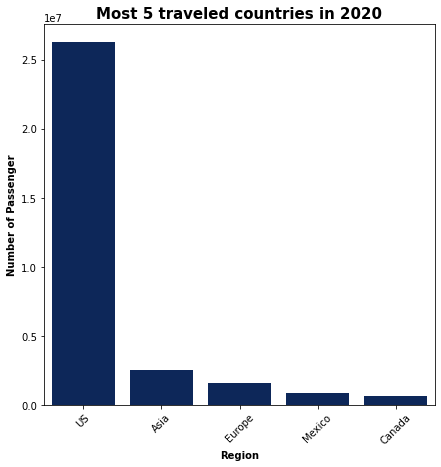 Most 5 traveled countries in 2020
1e7
2.5
2.0
1.5
1.0
0.5
0.0
Number of Passenger
US
Asia
Europe
Mexico
Canada
Region